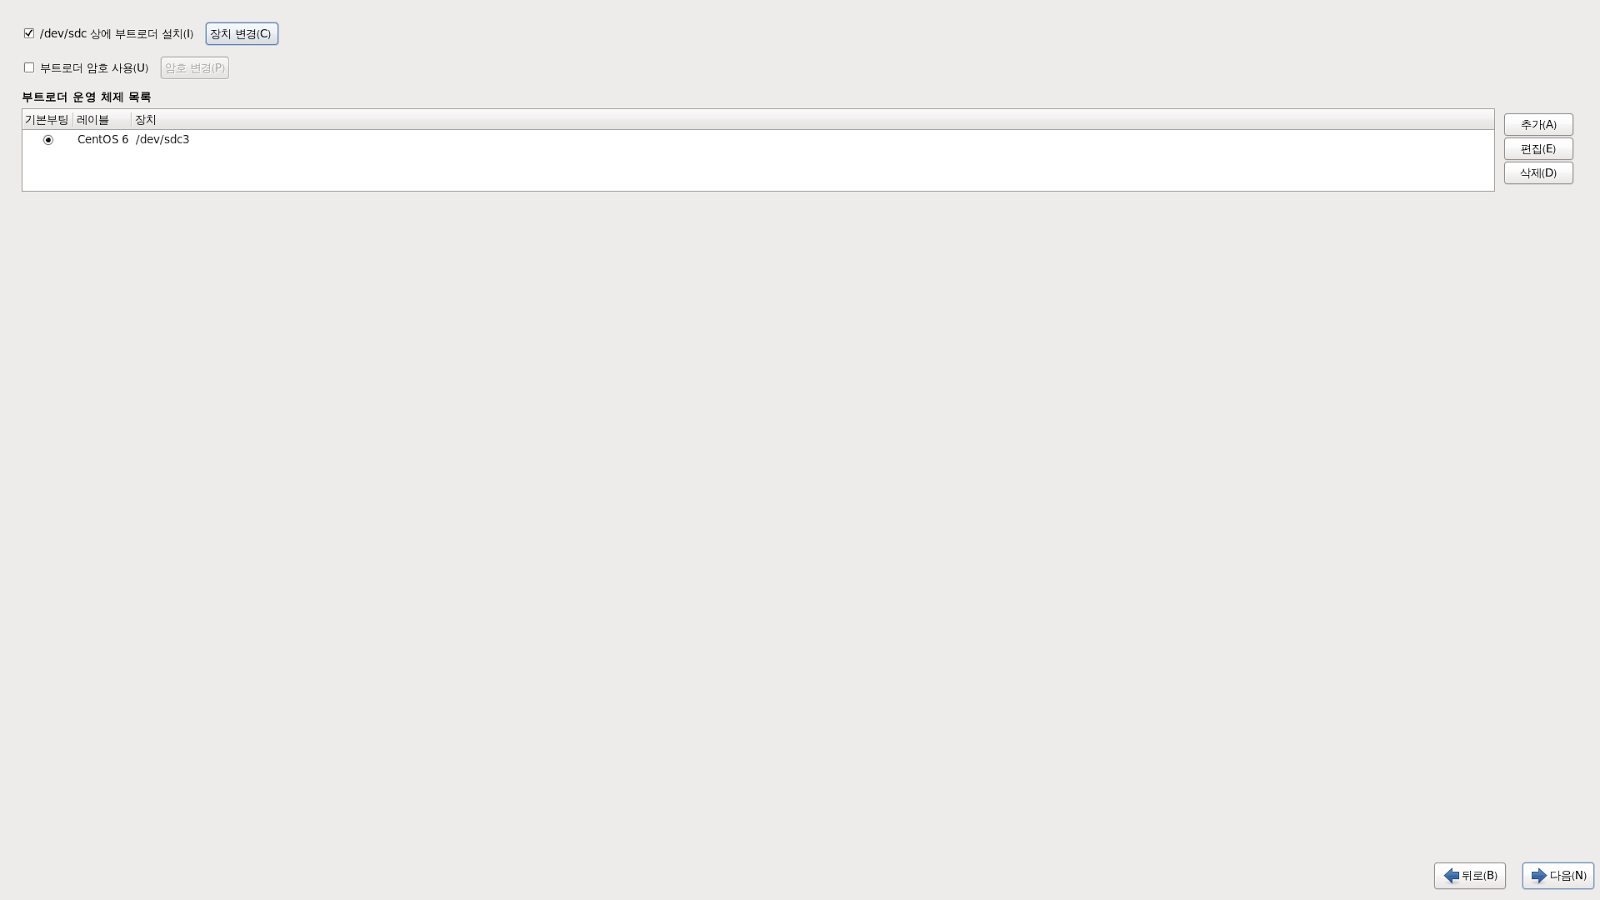 /dev/sdc 상에 부트로더 설치(I) 장치 변경(C)
부트로더 암호 사용(U) 암호 변경(P)
부트로더 운영 체제 목록
기본부팅 레이블 장치
CentOS 6 /dev/sdc3
추가(A)
편집(E)
삭제(D)
뒤로(B) 다음(N)